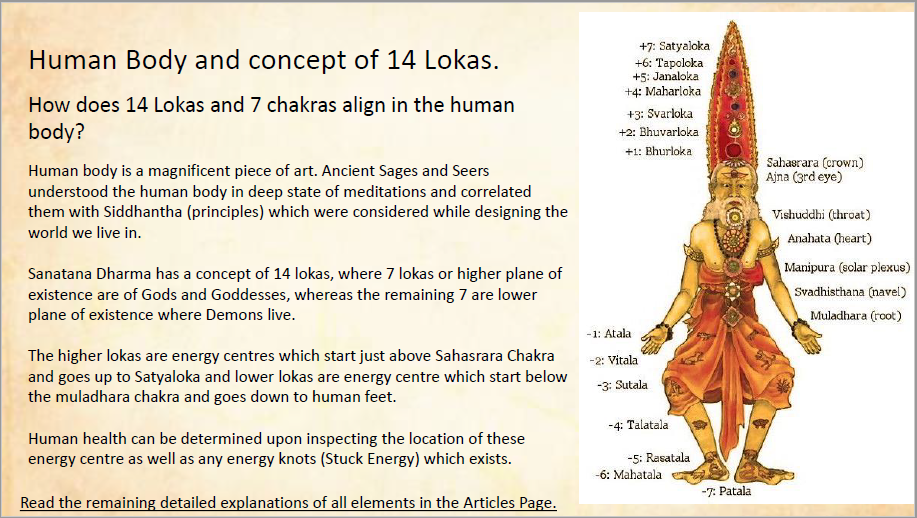 Human Body and concept of 14 Lokas.
How does 14 Lokas and 7 chakras align in the human
body?
Human body is a magnificent piece of art. Ancient Sages and Seers
understood the human body in deep state of meditations and correlated
them with Siddhantha (principles) which were considered while designing the
world we live in.
Sanatana Dharma has a concept of 14 lokas, where 7 lokas or higher plane of
existence are of Gods and Goddesses, whereas the remaining 7 are lower
plane of existence where Demons live.
The higher lokas are energy centres which start just above Sahasrara Chakra
and goes up to Satyaloka and lower lokas are energy centre which start below
the muladhara chakra and goes down to human feet.
Human health can be determined upon inspecting the location of these
energy centre as well as any energy knots (Stuck Energy) which exists.
Read the remaining detailed explanations of all elements in the Articles Page.
+7: Satyaloka
+6: Tapoloka
+5: Janaloka
+4: Maharloka
+3: Svarloka
+2: Bhuvarloka
+1: Bhurloka
Sahasrara (crown)
Ajna (3rd eye)
Vishuddhi (throat)
Anahata (heart)
Manipura (solar plexus)
Svadhisthana (navel)
Muladhara (root)
-1: Atala
-2: Vitala
-3: Sutala
-4: Talatala
-5: Rasatala
-6: Mahatala
-7: Patala